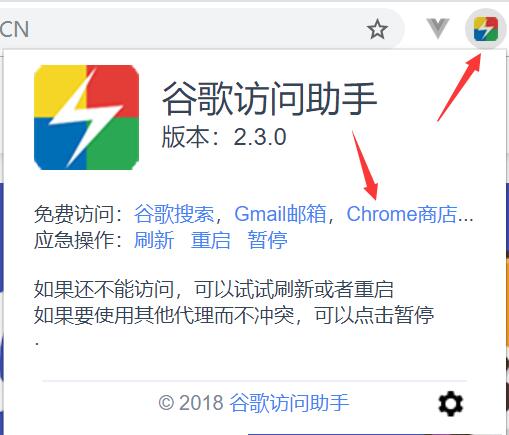 CN
谷歌访问助手
版本：2.3.0
免费访问：谷歌搜索，Gmail邮箱，Chrome商店...
应急操作：刷新 重启 暂停
如果还不能访问，可以试试刷新或者重启
如果要使用其他代理而不冲突，可以点击暂停
.
© 2018 谷歌访问助手